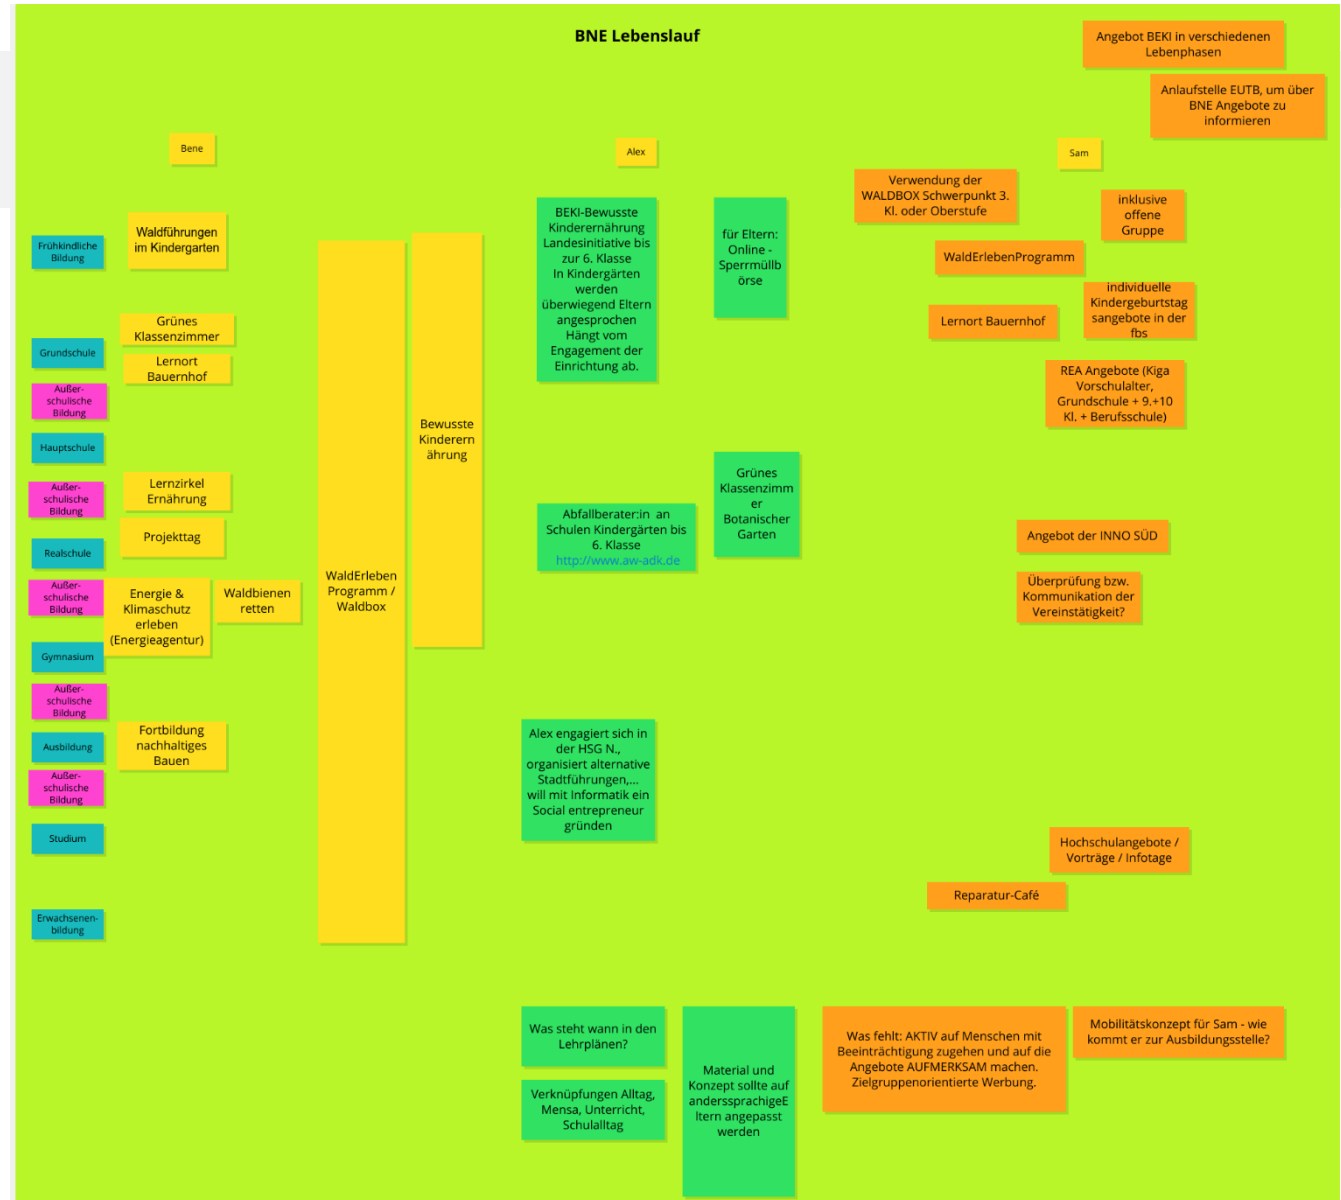 BNE Lebenslauf
Angebot BEKI in verschiedenen
Lebenphasen
Anlaufstelle EUTB, um über
BNE Angebote zu
informieren
Bene
Alex
Sam
Frühkindliche
Bildung
Grundschule
Außer-
schulische
Bildung
Hauptschule
Außer-
schulische
Bildung
Realschule
Außer-
schulische
Bildung
Gymnasium
Außer-
schulische
Bildung
Ausbildung
Außer-
schulische
Bildung
Studium
Erwachsenen-
bildung
Waldführungen
im Kindergarten
Grünes
Klassenzimmer
Lernort
Bauernhof
Lernzirkel
Ernährung
Projekttag
Energie &
Klimaschutz
erleben
(Energieagentur)
Waldbienen
retten
Fortbildung
nachhaltiges
Bauen
WaldErleben
Programm /
Waldbox
Bewusste
Kinderern
ährung
BEKI-Bewusste
Kinderernährung
Landesinitiative bis
zur 6. Klasse
In Kindergärten
werden
überwiegend Eltern
angesprochen
Hängt vom
Engagement der
Einrichtung ab.
für Eltern:
Online -
Sperrmüllb
örse
Abfallberater:in an
Schulen Kindergärten bis
6. Klasse
http://www.aw-adk.de
Grünes
Klassenzimm
er
Botanischer
Garten
Alex engagiert sich in
der HSG N.,
organisiert alternative
Stadtführungen,...
will mit Informatik ein
Social entrepreneur
gründen
Was steht wann in den
Lehrplänen?
Verknüpfungen Alltag,
Mensa, Unterricht,
Schulalltag
Material und
Konzept sollte auf
anderssprachigeE
ltern angepasst
werden
Verwendung der
WALDBOX Schwerpunkt 3.
Kl. oder Oberstufe
inklusive
offene
Gruppe
WaldErlebenProgramm
individuelle
Kindergeburtstag
sangebote in der
fbs
Lernort Bauernhof
REA Angebote (Kiga
Vorschulalter,
Grundschule + 9.+10
Kl. + Berufsschule)
Angebot der INNO SÜD
Überprüfung bzw.
Kommunikation der
Vereinstätigkeit?
Hochschulangebote /
Vorträge / Infotage
Reparatur-Café
Was fehlt: AKTIV auf Menschen mit
Beeinträchtigung zugehen und auf die
Angebote AUFMERKSAM machen.
Zielgruppenorientierte Werbung.
Mobilitätskonzept für Sam - wie
kommt er zur Ausbildungsstelle?